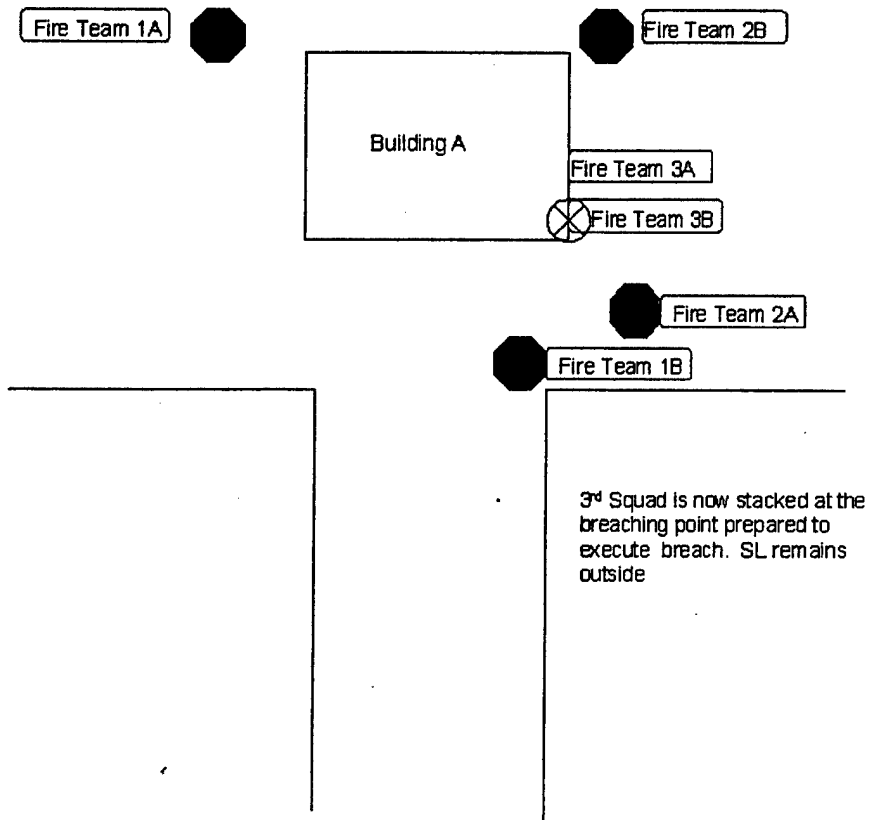 Fire Team 1A
Fire Team 2B
Building A
Fire Team 3A
Fire Team 3B
Fire Team 2A
Fire Team 1B
3rd Squad is now stacked at the
breaching point prepared to
execute breach. SL remains
outside